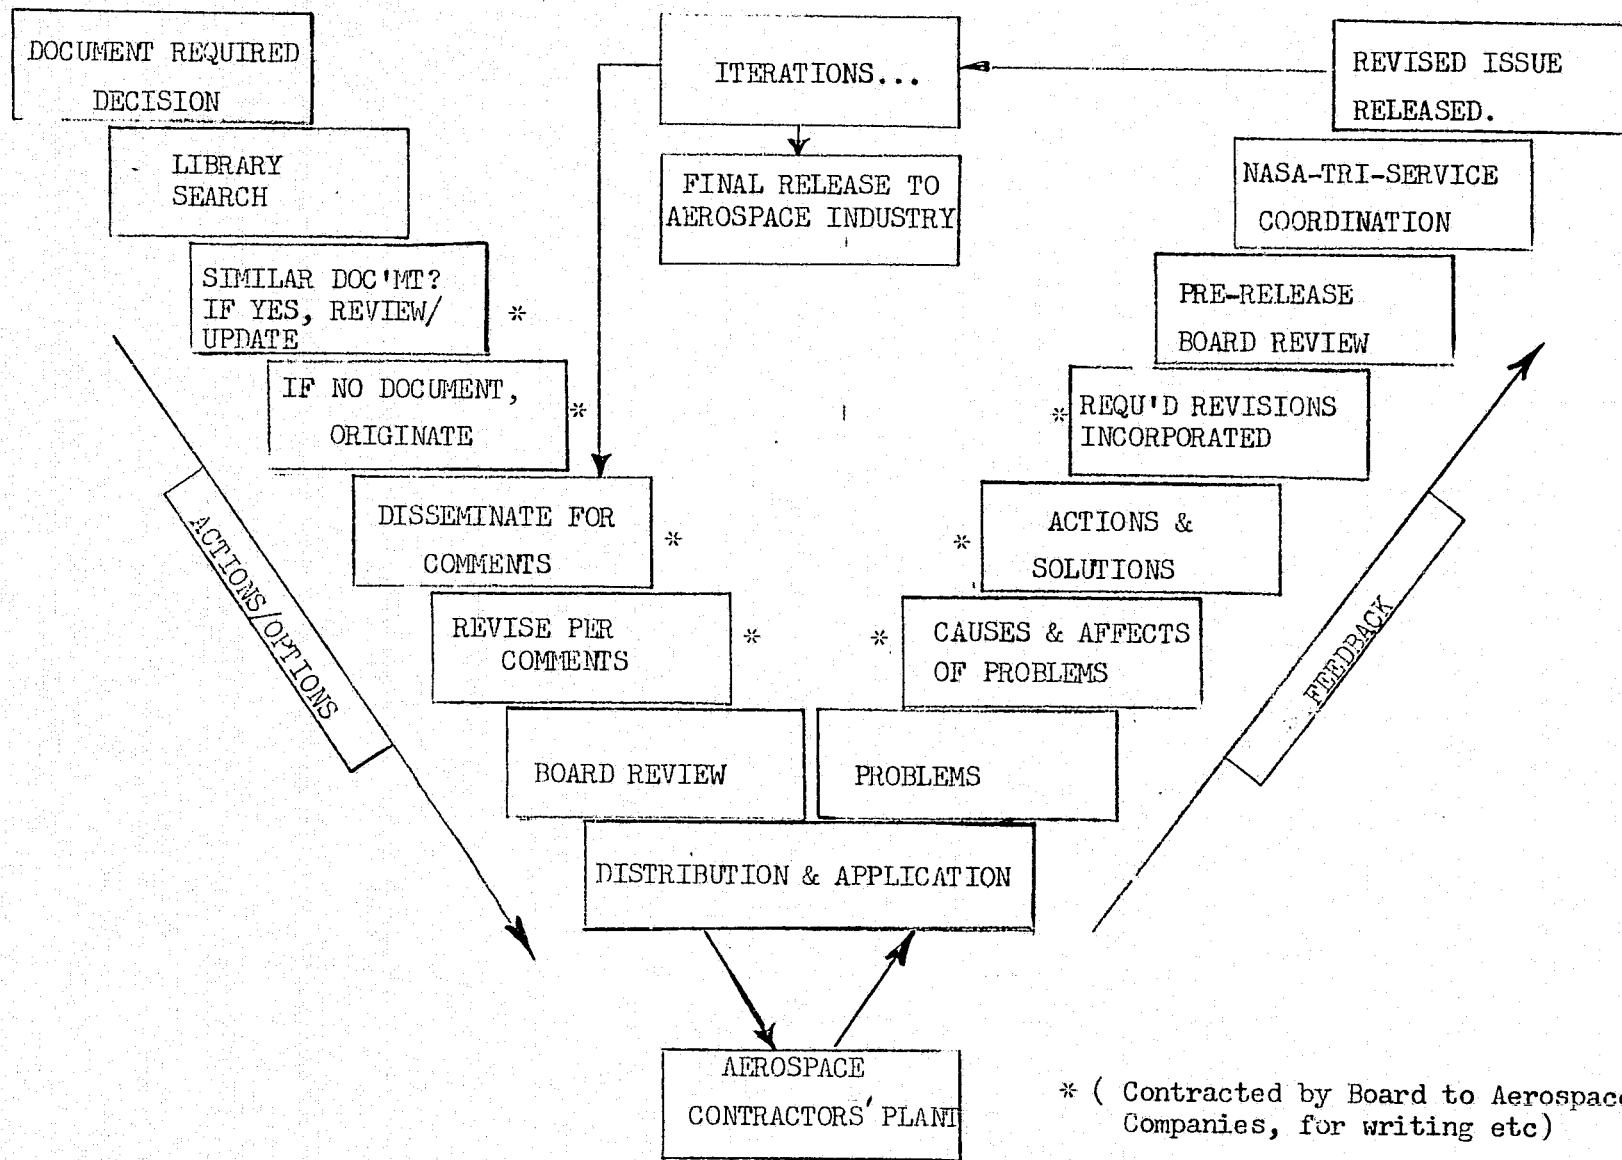 DOCUMENT REQUIRED
DECISION
LIBRARY
SEARCH
SIMILAR DOC'MT?
IF YES, REVIEW/
UPDATE
*
IF NO DOCUMENT,
ORIGINATE
*
DISSEMINATE FOR
COMMENTS
*
REVISE PER
COMMENTS
*
BOARD REVIEW
DISTRIBUTION & APPLICATION
AEROSPACE
CONTRACTORS' PLANT
PROBLEMS
*
CAUSES & AFFECTS
OF PROBLEMS
*
ACTIONS &
SOLUTIONS
*
REQU'D REVISIONS
INCORPORATED
PRE-RELEASE
BOARD REVIEW
NASA-TRI-SERVICE
COORDINATION
REVISED ISSUE
RELEASED.
ITERATIONS...
FINAL RELEASE TO
AEROSPACE INDUSTRY
ACTIONS/OPTIONS
FEEDBACK
* ( Contracted by Board to Aerospace
Companies, for writing etc)